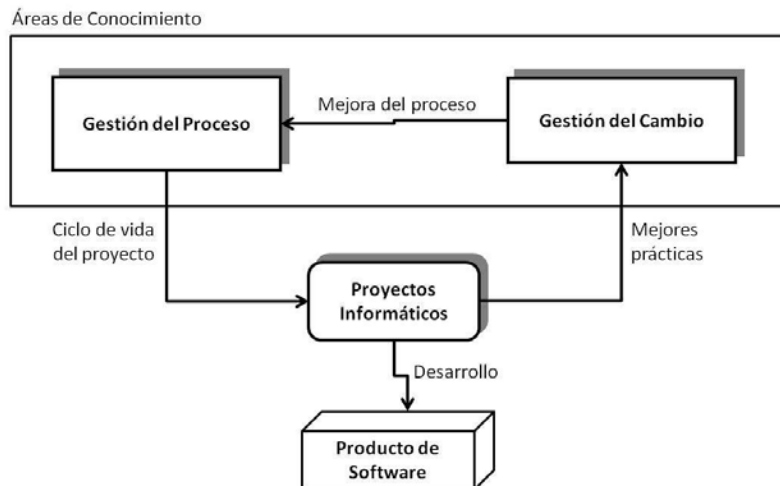 Áreas de Conocimiento
Gestión del Proceso
Mejora del proceso
Gestión del Cambio
Ciclo de vida
del proyecto
Mejores
prácticas
Proyectos
Informáticos
Desarrollo
Producto de
Software